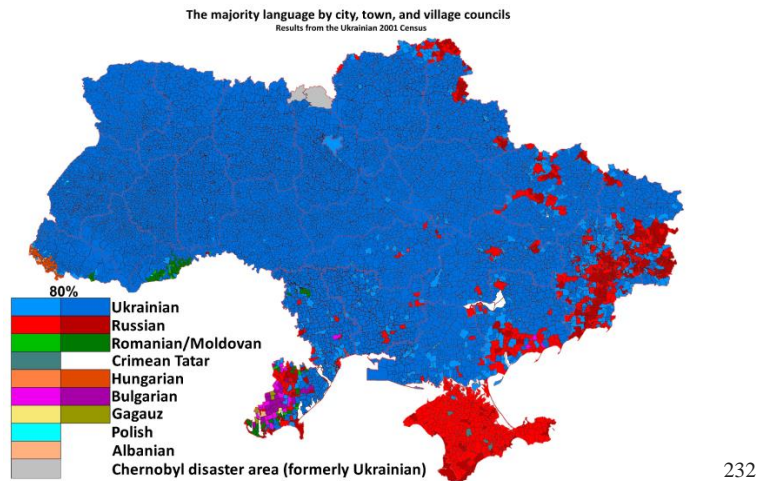 The majority language by city, town, and village councils
Results from the Ukrainian 2001 Census
80%
Ukrainian
Russian
Romanian/Moldovan
Crimean Tatar
Hungarian
Bulgarian
Gagauz
Polish
Albanian
Chernobyl disaster area (formerly Ukrainian)
232